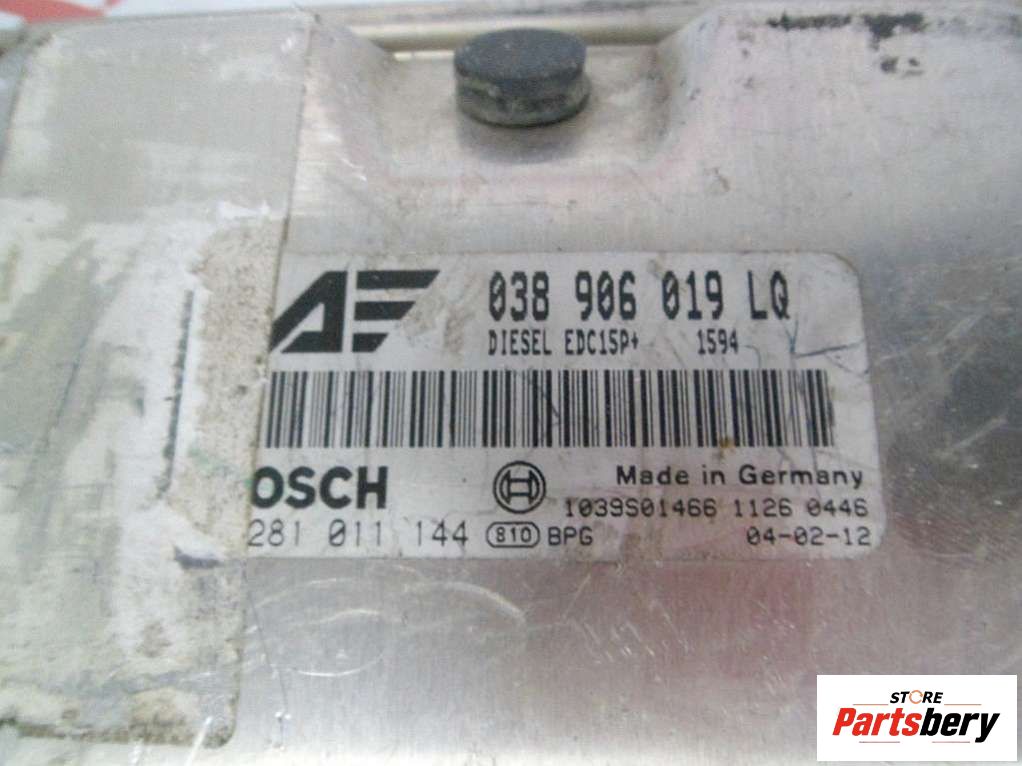 AE
038 906 019 LQ
DIESEL EDC15P+ 1594
OSCH
Made in Germany
1039S01466 1126 0446
281 011 144 810 BPG
04-02-12
STORE
Partsbery